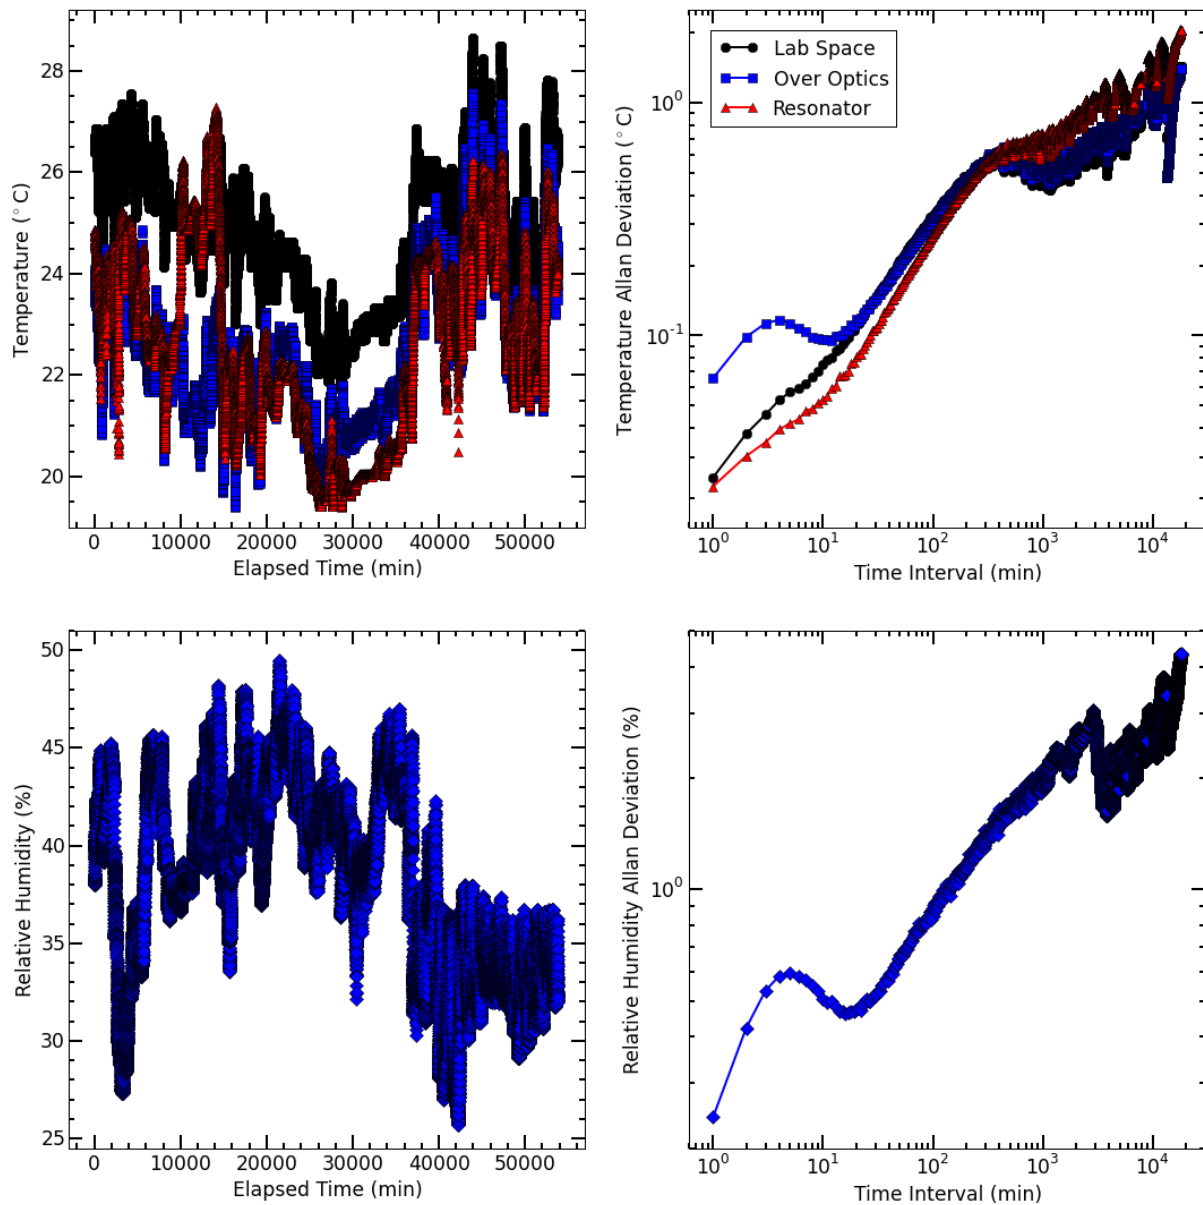 28
26
24
22
20
Temperature (°C)
0 10000 20000 30000 40000 50000
Elapsed Time (min)
Lab Space
Over Optics
Resonator
10^0
10^-1
Temperature Allan Deviation (°C)
10^0 10^1 10^2 10^3 10^4
Time Interval (min)
50
45
40
35
30
25
Relative Humidity (%)
0 10000 20000 30000 40000 50000
Elapsed Time (min)
10^0
Relative Humidity Allan Deviation (%)
10^0 10^1 10^2 10^3 10^4
Time Interval (min)